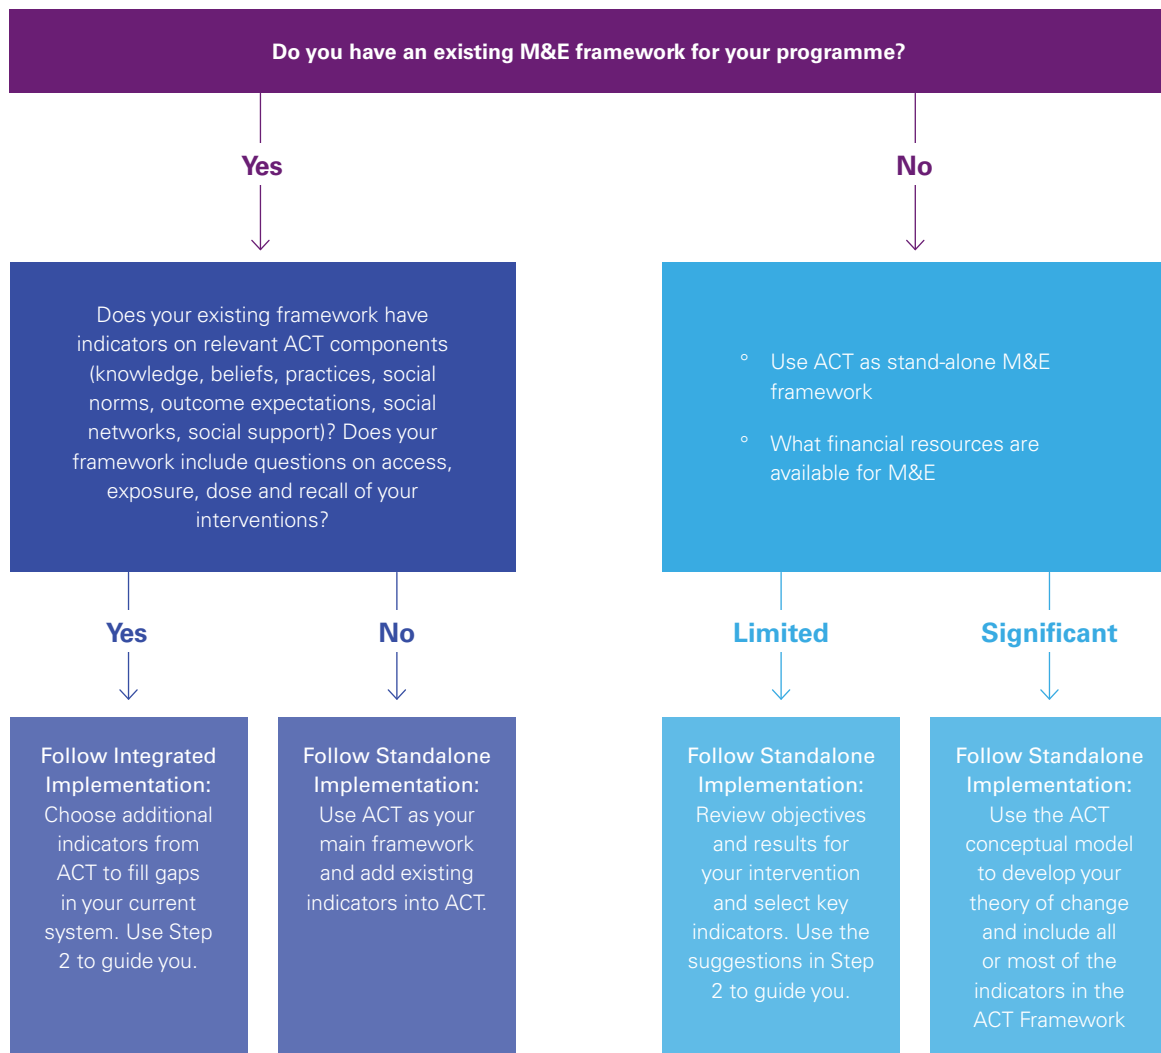 Do you have an existing M&E framework for your programme?
Yes
No
Does your existing framework have
indicators on relevant ACT components
(knowledge, beliefs, practices, social
norms, outcome expectations, social
networks, social support)? Does your
framework include questions on access,
exposure, dose and recall of your
interventions?
° Use ACT as stand-alone M&E
framework
° What financial resources are
available for M&E
Yes
No
Limited
Significant
Follow Integrated
Implementation:
Choose additional
indicators from
ACT to fill gaps
in your current
system. Use Step
2 to guide you.
Follow Standalone
Implementation:
Use ACT as your
main framework
and add existing
indicators into ACT.
Follow Standalone
Implementation:
Review objectives
and results for
your intervention
and select key
indicators. Use the
suggestions in Step
2 to guide you.
Follow Standalone
Implementation:
Use the ACT
conceptual model
to develop your
theory of change
and include all
or most of the
indicators in the
ACT Framework